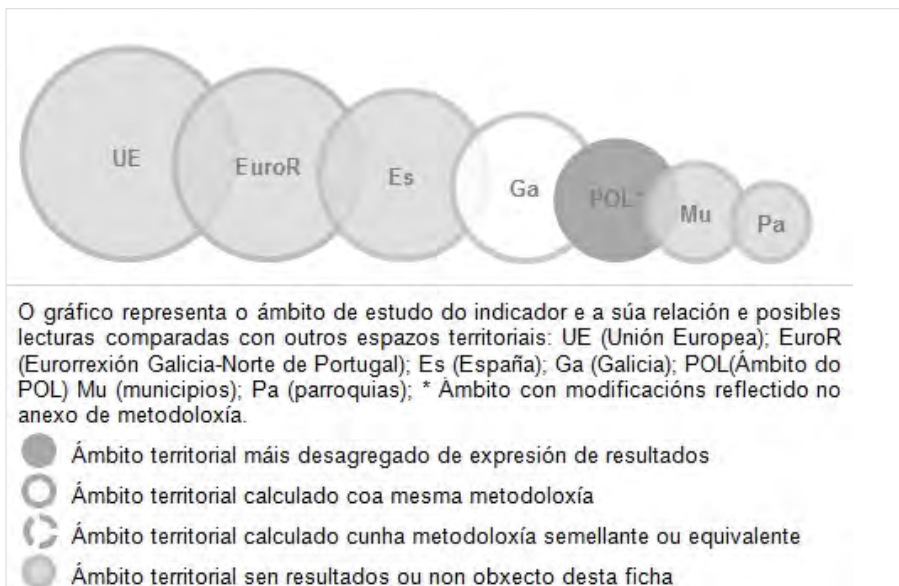 UE
EuroR
Es
Ga
POL*
Mu
Pa
O gráfico representa o ámbito de estudo do indicador e a súa relación e posibles
lecturas comparadas con outros espazos territoriais: UE (Unión Europea); EuroR
(Eurorrexión Galicia-Norte de Portugal); Es (España); Ga (Galicia); POL(Ámbito do
POL) Mu (municipios); Pa (parroquias); * Ámbito con modificacións reflectido no
anexo de metodoloxía.
Ámbito territorial máis desagregado de expresión de resultados
Ámbito territorial calculado coa mesma metodoloxía
Ámbito territorial calculado cunha metodoloxía semellante ou equivalente
Ámbito territorial sen resultados ou non obxecto desta ficha